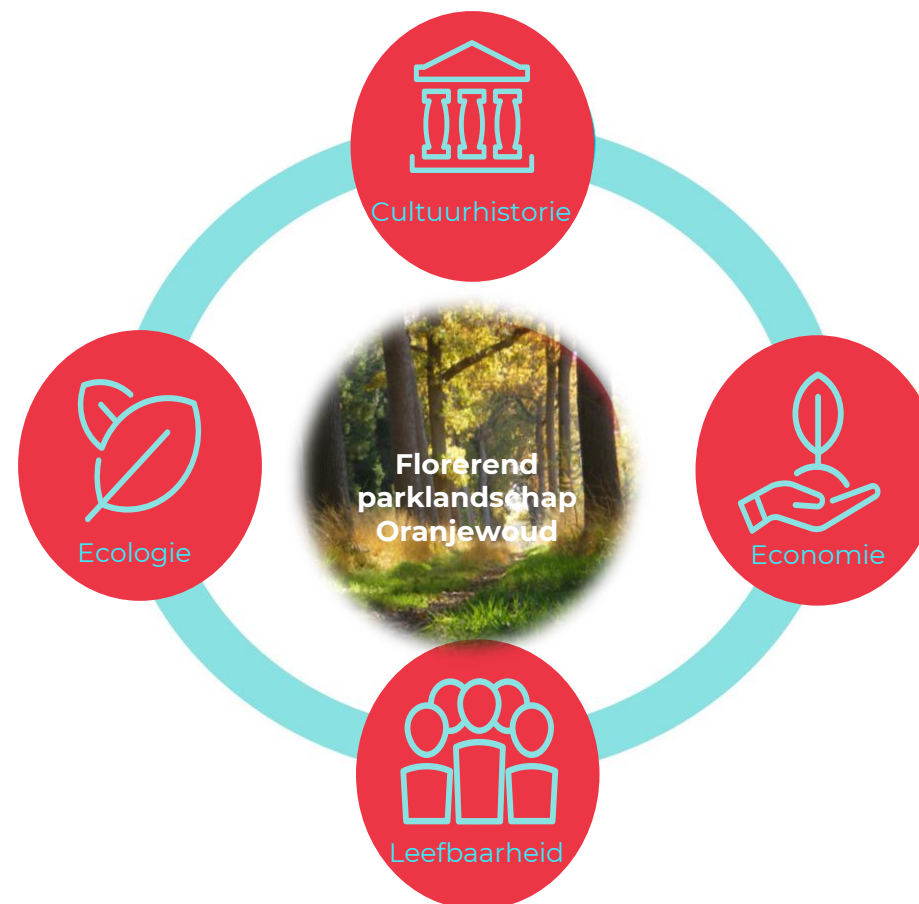 Cultuurhistorie
Florerend
parklandschap
Oranjewoud
Ecologie
Economie
Leefbaarheid